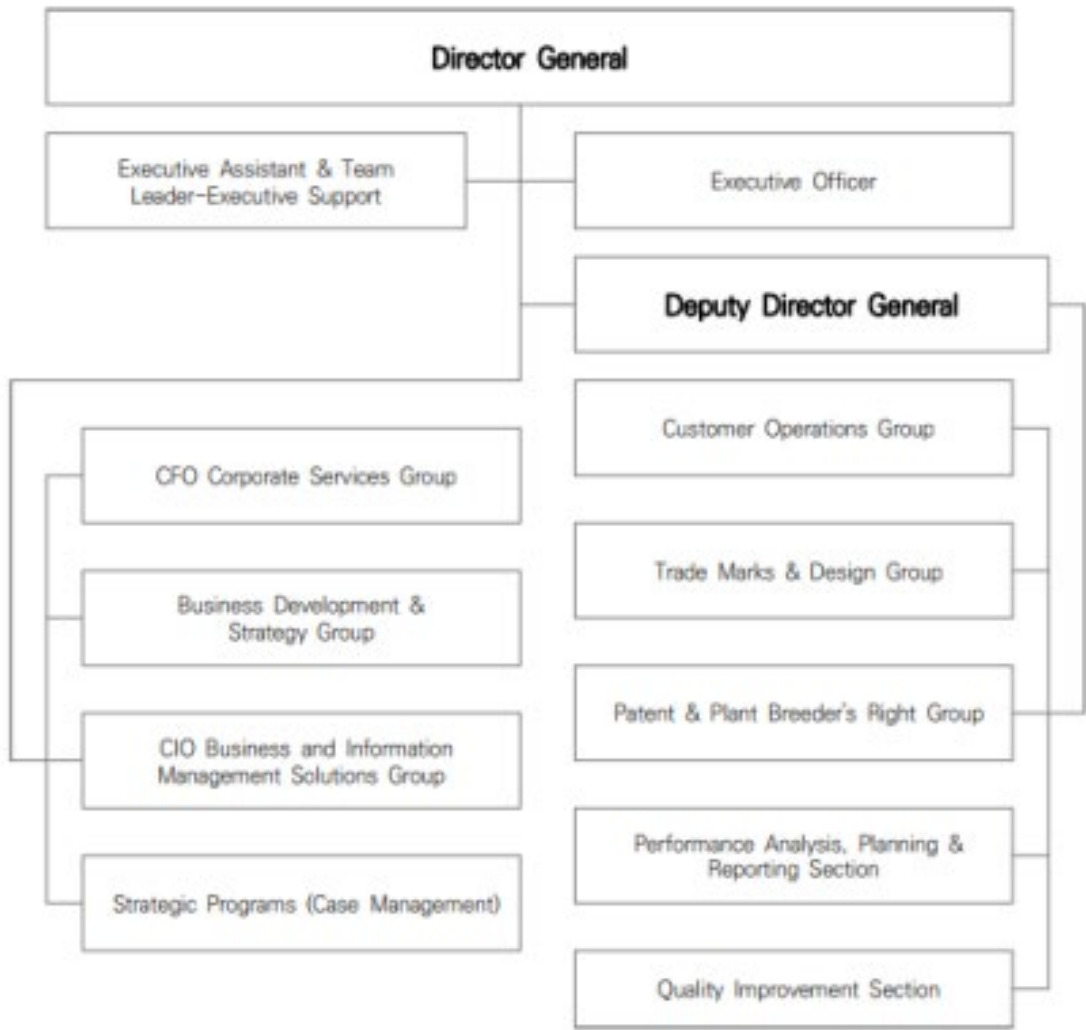 Director General
Executive Assistant & Team
Leader-Executive Support
Executive Officer
Deputy Director General
CFO Corporate Services Group
Business Development &
Strategy Group
CIO Business and Information
Management Solutions Group
Strategic Programs (Case Management)
Customer Operations Group
Trade Marks & Design Group
Patent & Plant Breeder's Right Group
Performance Analysis, Planning &
Reporting Section
Quality Improvement Section